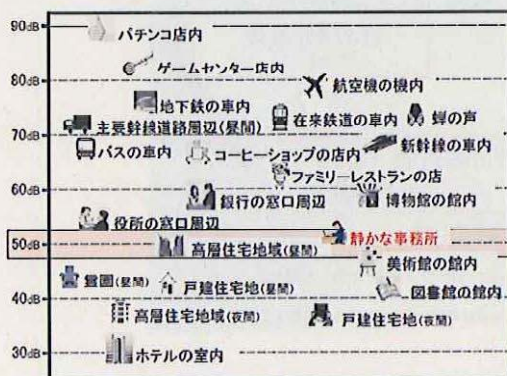 90dB
パチンコ店内
ゲームセンター店内
80dB
航空機の機内
地下鉄の車内
主要幹線道路周辺(昼間)
在来鉄道の車内
蝉の声
70dB
バスの車内
コーヒーショップの店内
新幹線の車内
ファミリーレストランの店
60dB
銀行の窓口周辺
博物館の館内
役所の窓口周辺
静かな事務所
50dB
高層住宅地域(昼間)
美術館の館内
(昼間)
戸建住宅地(昼間)
図書館の館内
40dB
高層住宅地域(夜間)
戸建住宅地(夜間)
30dB
ホテルの室内